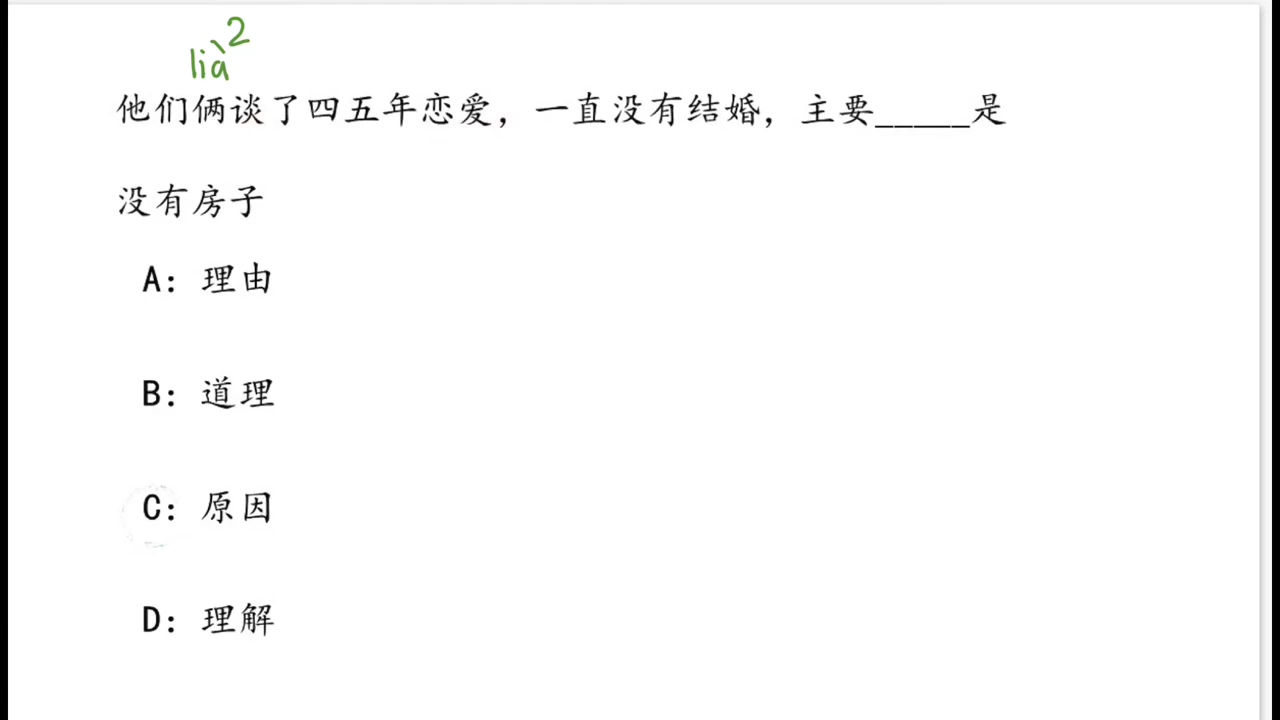 lià2
他们俩谈了四五年恋爱，一直没有结婚，主要_____是
没有房子
A：理由
B：道理
C：原因
D：理解